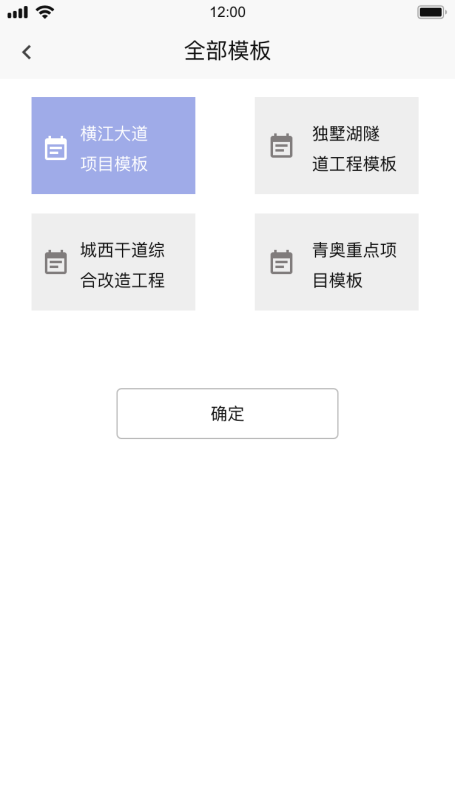 12:00
全部模板
横江大道
项目模板
独墅湖隧
道工程模板
城西干道综
合改造工程
青奥重点项
目模板
确定